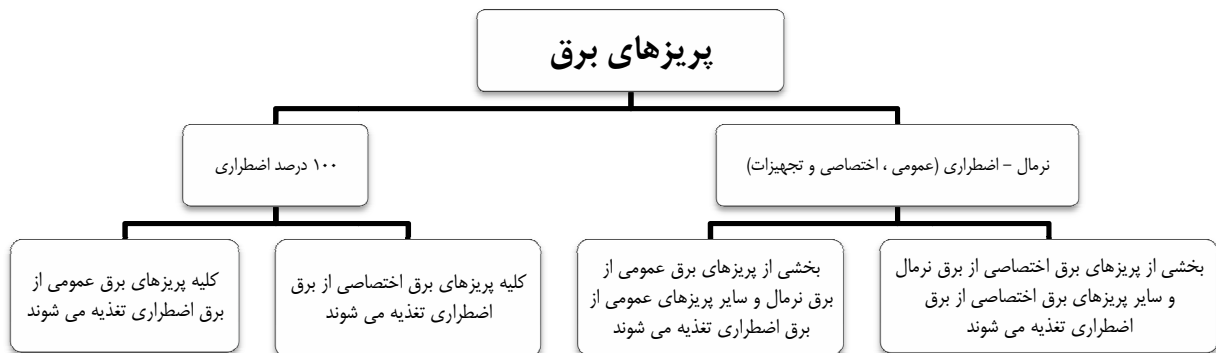 پریزهای برق
نرمال – اضطراری (عمومی ، اختصاصی و تجهیزات)
۱۰۰ درصد اضطراری
بخشی از پریزهای برق اختصاصی از برق نرمال
و سایر پریزهای برق اختصاصی از برق
اضطراری تغذیه می شوند
بخشی از پریزهای برق عمومی از
برق نرمال و سایر پریزهای عمومی از
برق اضطراری تغذیه می شوند
کلیه پریزهای برق اختصاصی از برق
اضطراری تغذیه می شوند
کلیه پریزهای برق عمومی از
برق اضطراری تغذیه می شوند